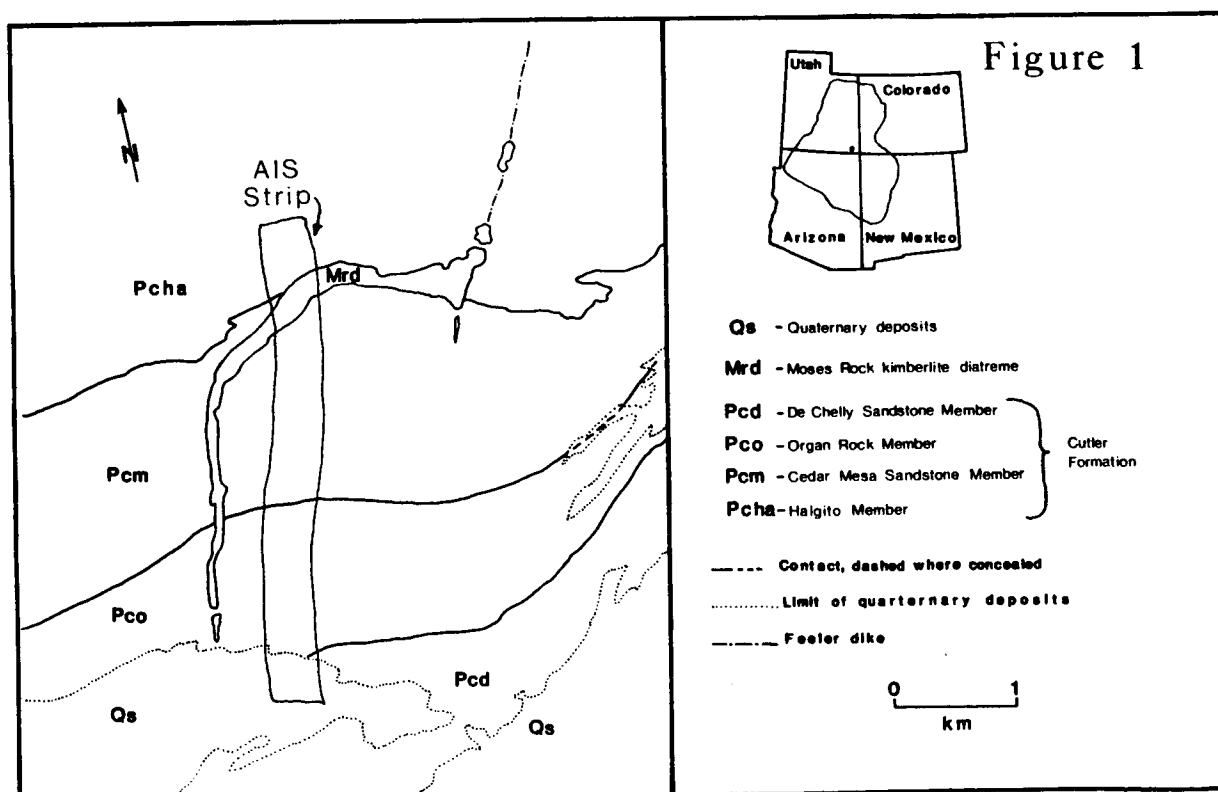 Figure 1
N
AIS
Strip
Mrd
Pcha
Pcm
Pco
Pcd
Qs
Qs
Utah
Colorado
Arizona
New Mexico
Qs - Quaternary deposits
Mrd - Moses Rock kimberlite diatreme
Pcd - De Chelly Sandstone Member
Pco - Organ Rock Member
Pcm - Cedar Mesa Sandstone Member
Pcha - Halgito Member
Cutler
Formation
Contact, dashed where concealed
Limit of quarternary deposits
Feeler dike
0 1
km